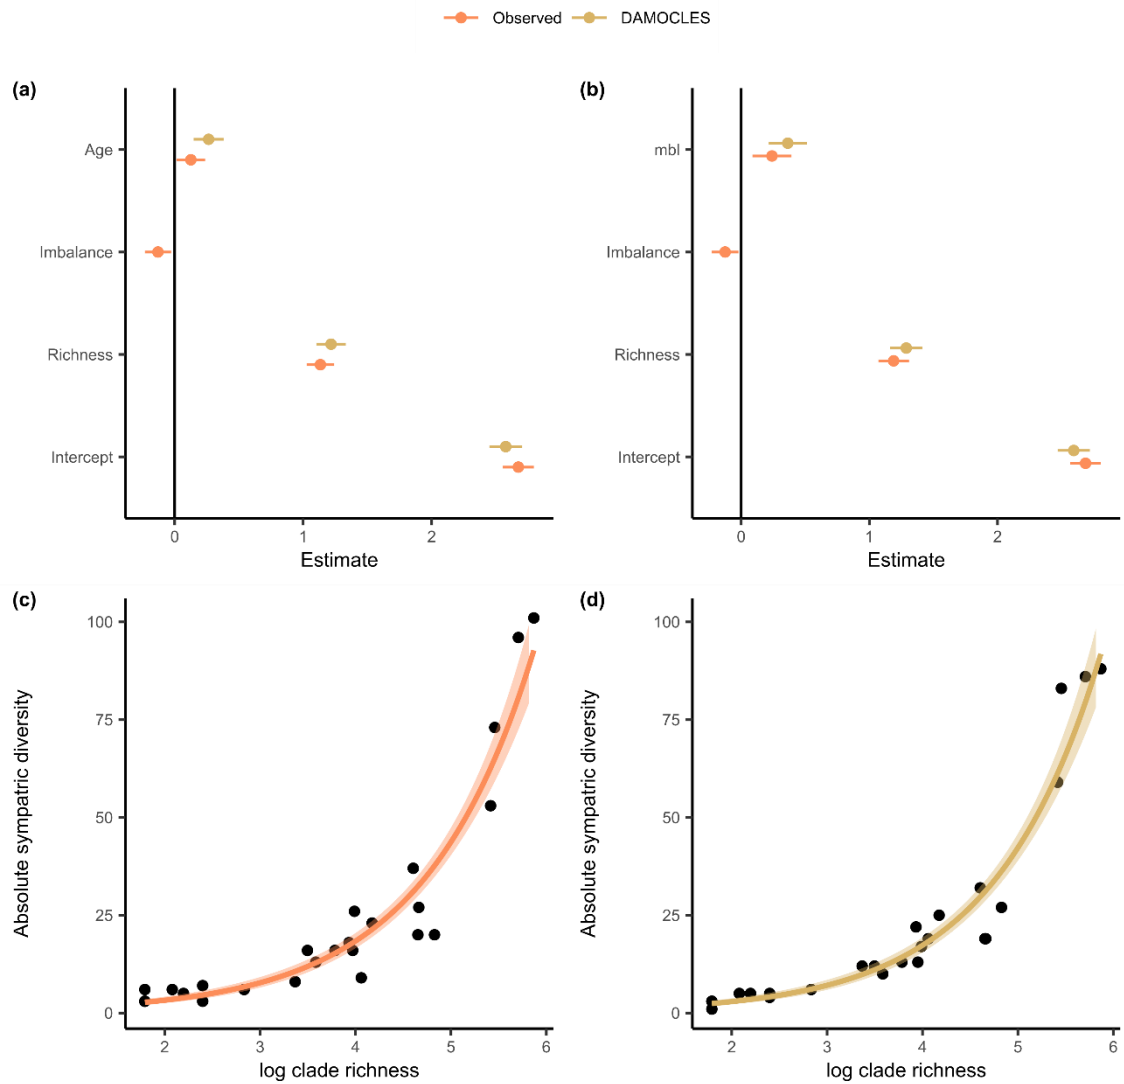 Observed DAMOCLES
(a)
Age
Imbalance
Richness
Intercept
0 1 2
Estimate
(b)
mbl
Imbalance
Richness
Intercept
0 1 2
Estimate
(c)
Absolute sympatric diversity
100
75
50
25
0
2 3 4 5 6
log clade richness
(d)
Absolute sympatric diversity
100
75
50
25
0
2 3 4 5 6
log clade richness